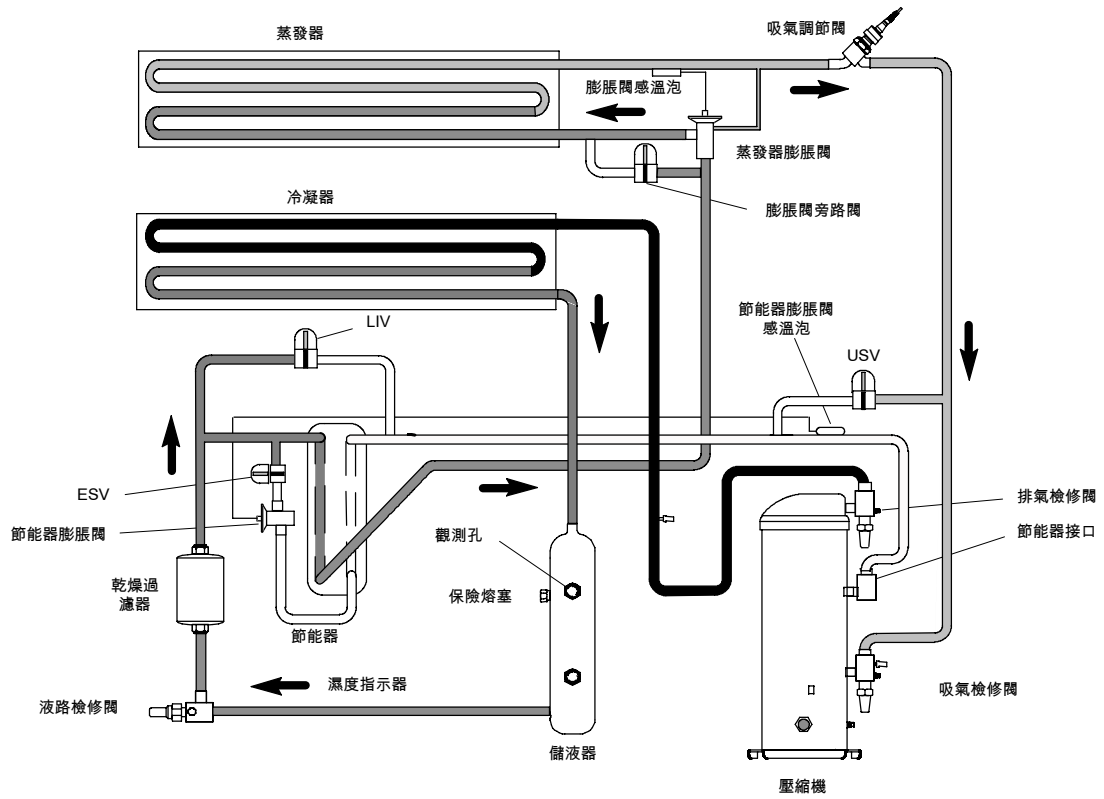 蒸發器
吸氣調節閥
膨脹閥感溫泡
蒸發器膨脹閥
膨脹閥旁路閥
冷凝器
LIV
節能器膨脹閥
感溫泡
USV
ESV
節能器膨脹閥
觀測孔
排氣檢修閥
節能器接口
乾燥過
濾器
保險熔塞
節能器
濕度指示器
液路檢修閥
吸氣檢修閥
儲液器
壓縮機